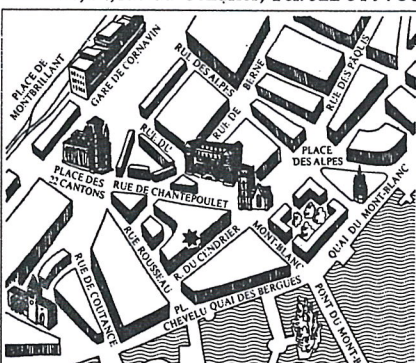 PLACE DE
MONTBRILLANT
GARE DE CORNAVIN
RUE DES ALPES
RUE DE
BERNE
RUE DES PÂQUIS
PLACE
DES ALPES
RUE DU
PLACE DES
22 CANTONS
RUE DE CHANTEPOULET
RUE ROUSSEAU
R. DU CENDRIER
MONT-BLANC
QUAI DU MONT-BLANC
RUE DE COUTANCE
PL.
CHEVELU
QUAI DES BERGUES
PONT DU MONT-B